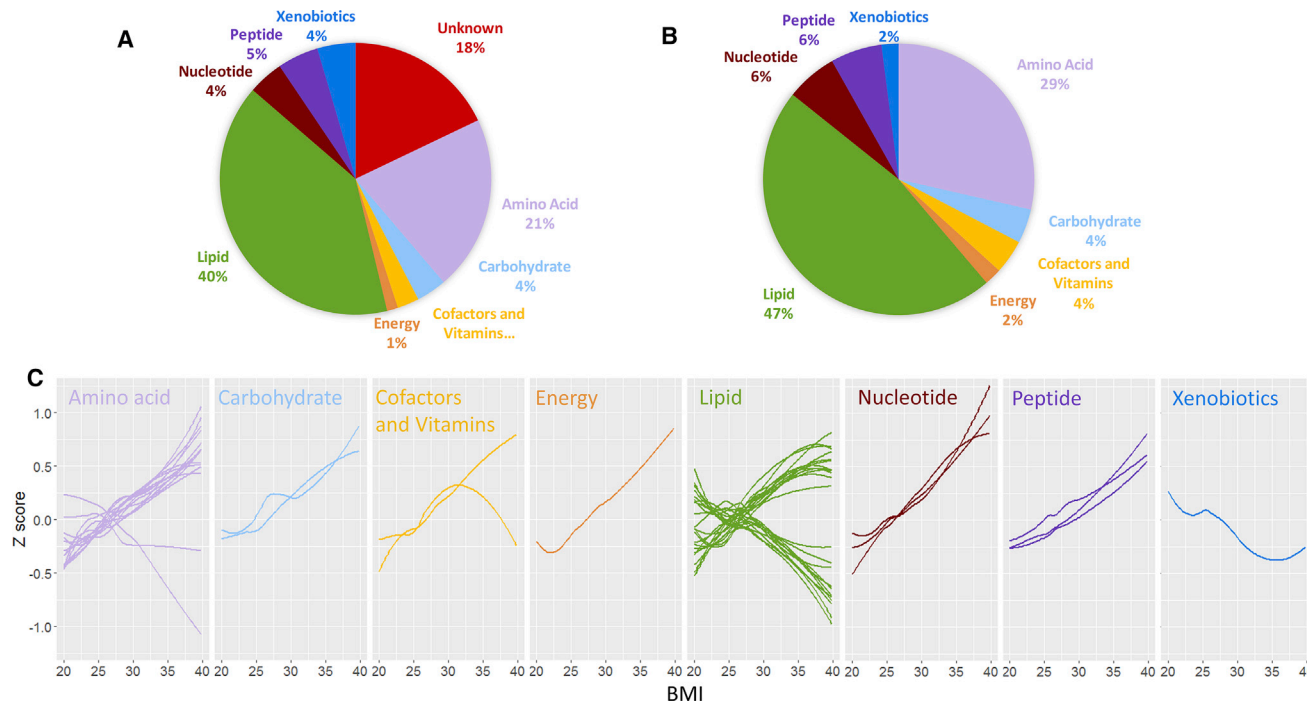 A
Xenobiotics
4%
Peptide
5%
Nucleotide
4%
Unknown
18%
Amino Acid
21%
Carbohydrate
4%
Cofactors and
Vitamins...
Energy
1%
Lipid
40%
B
Xenobiotics
2%
Peptide
6%
Nucleotide
6%
Amino Acid
29%
Carbohydrate
4%
Cofactors and
Vitamins
4%
Energy
2%
Lipid
47%
C
Amino acid
Carbohydrate
Cofactors
and Vitamins
Energy
Lipid
Nucleotide
Peptide
Xenobiotics
Z score
1.0
0.5
0.0
-0.5
-1.0
20 25 30 35 40
20 25 30 35 40
20 25 30 35 40
20 25 30 35 40
20 25 30 35 40
20 25 30 35 40
20 25 30 35 40
20 25 30 35 40
BMI